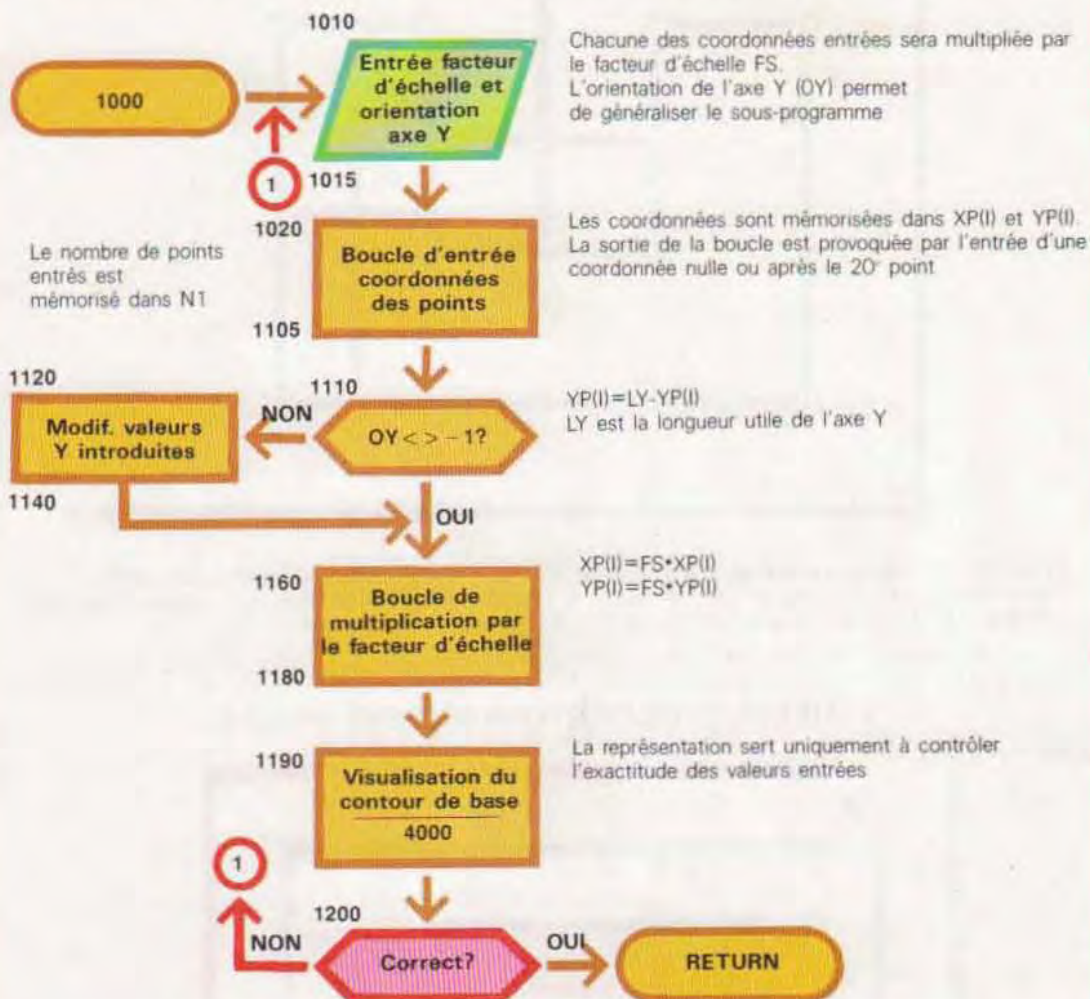 1010
1000
Entrée facteur
d'échelle et
orientation
axe Y
Chacune des coordonnées entrées sera multipliée par
le facteur d'échelle FS.
L'orientation de l'axe Y (OY) permet
de généraliser le sous-programme
1
1015
1020
Le nombre de points
entrés est
mémorisé dans N1
Boucle d'entrée
coordonnées
des points
Les coordonnées sont mémorisées dans XP(I) et YP(I).
La sortie de la boucle est provoquée par l'entrée d'une
coordonnée nulle ou après le 20e point
1105
1120
1110
Modif. valeurs
Y introduites
NON
OY < > – 1?
YP(I)=LY-YP(I)
LY est la longueur utile de l'axe Y
1140
OUI
1160
Boucle de
multiplication par
le facteur d'échelle
XP(I)=FS•XP(I)
YP(I)=FS•YP(I)
1180
1190
Visualisation du
contour de base
4000
La représentation sert uniquement à contrôler
l'exactitude des valeurs entrées
1
1200
NON
Correct?
OUI
RETURN